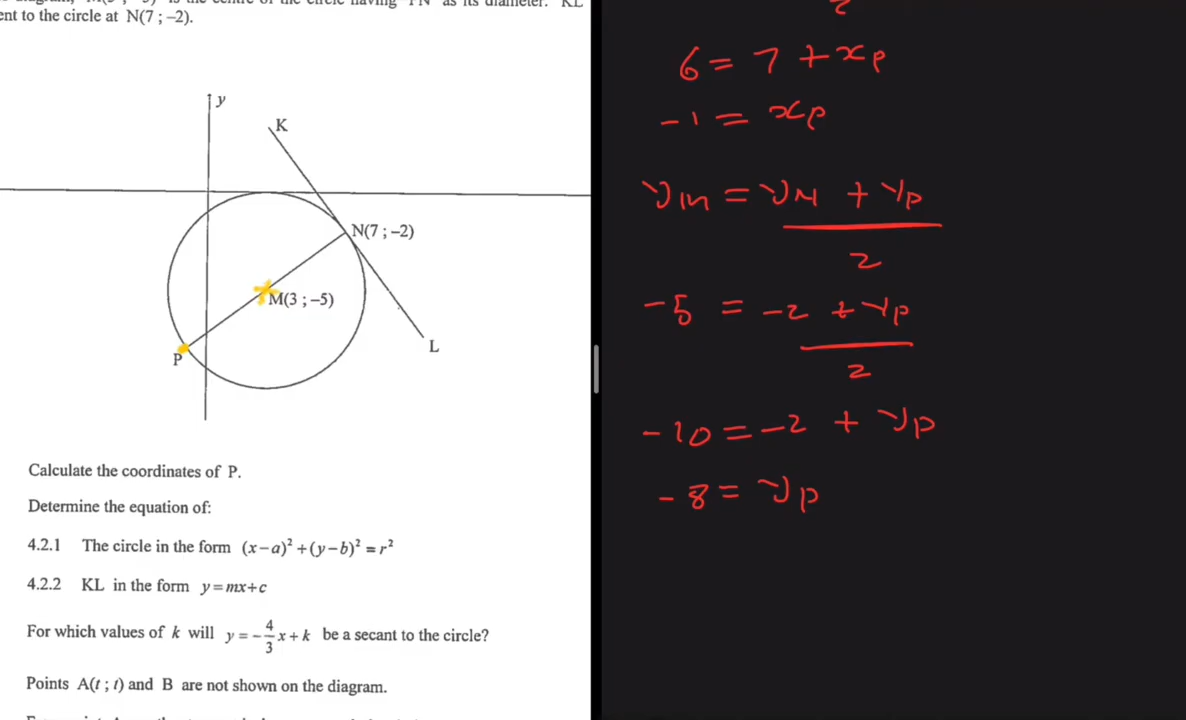 ent to the circle at N(7 ; –2).
y
K
N(7 ; –2)
M(3 ; –5)
P
L
Calculate the coordinates of P.
Determine the equation of:
4.2.1 The circle in the form (x–a)² + (y–b)² = r²
4.2.2 KL in the form y = mx + c
For which values of k will y = –4/3 x + k be a secant to the circle?
Points A(t ; t) and B are not shown on the diagram.
2
6 = 7 + xp
-1 = xp
ym = yN + yp
2
-5 = -2 + yp
2
-10 = -2 + yp
-8 = yp